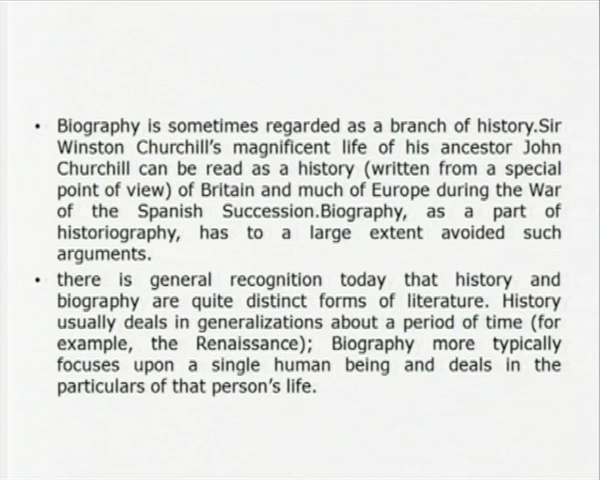 • Biography is sometimes regarded as a branch of history.Sir
Winston Churchill's magnificent life of his ancestor John
Churchill can be read as a history (written from a special
point of view) of Britain and much of Europe during the War
of the Spanish Succession.Biography, as a part of
historiography, has to a large extent avoided such
arguments.
• there is general recognition today that history and
biography are quite distinct forms of literature. History
usually deals in generalizations about a period of time (for
example, the Renaissance); Biography more typically
focuses upon a single human being and deals in the
particulars of that person's life.